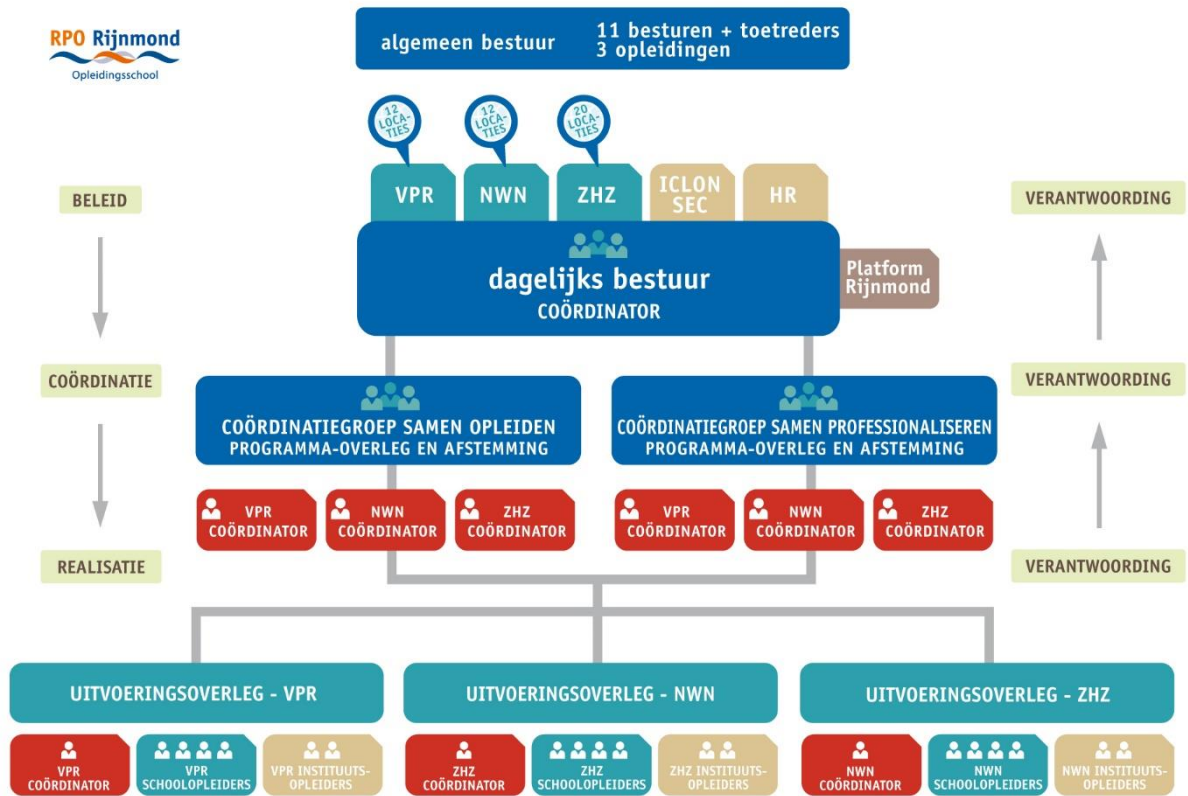 RPO Rijnmond
Opleidingsschool
algemeen bestuur
11 besturen + toetreders
3 opleidingen
12
LOCA-
TIES
12
LOCA-
TIES
20
LOCA-
TIES
VPR
NWN
ZHZ
ICLON
SEC
HR
BELEID
VERANTWOORDING
dagelijks bestuur
COÖRDINATOR
Platform
Rijnmond
COÖRDINATIE
VERANTWOORDING
COÖRDINATIEGROEP SAMEN OPLEIDEN
PROGRAMMA-OVERLEG EN AFSTEMMING
COÖRDINATIEGROEP SAMEN PROFESSIONALISEREN
PROGRAMMA-OVERLEG EN AFSTEMMING
VPR
COÖRDINATOR
NWN
COÖRDINATOR
ZHZ
COÖRDINATOR
VPR
COÖRDINATOR
NWN
COÖRDINATOR
ZHZ
COÖRDINATOR
REALISATIE
VERANTWOORDING
UITVOERINGSOVERLEG - VPR
UITVOERINGSOVERLEG - NWN
UITVOERINGSOVERLEG - ZHZ
VPR
COÖRDINATOR
VPR
SCHOOLOPLEIDERS
VPR INSTITUUTS-
OPLEIDERS
ZHZ
COÖRDINATOR
ZHZ
SCHOOLOPLEIDERS
ZHZ INSTITUUTS-
OPLEIDERS
NWN
COÖRDINATOR
NWN
SCHOOLOPLEIDERS
NWN INSTITUUTS-
OPLEIDERS